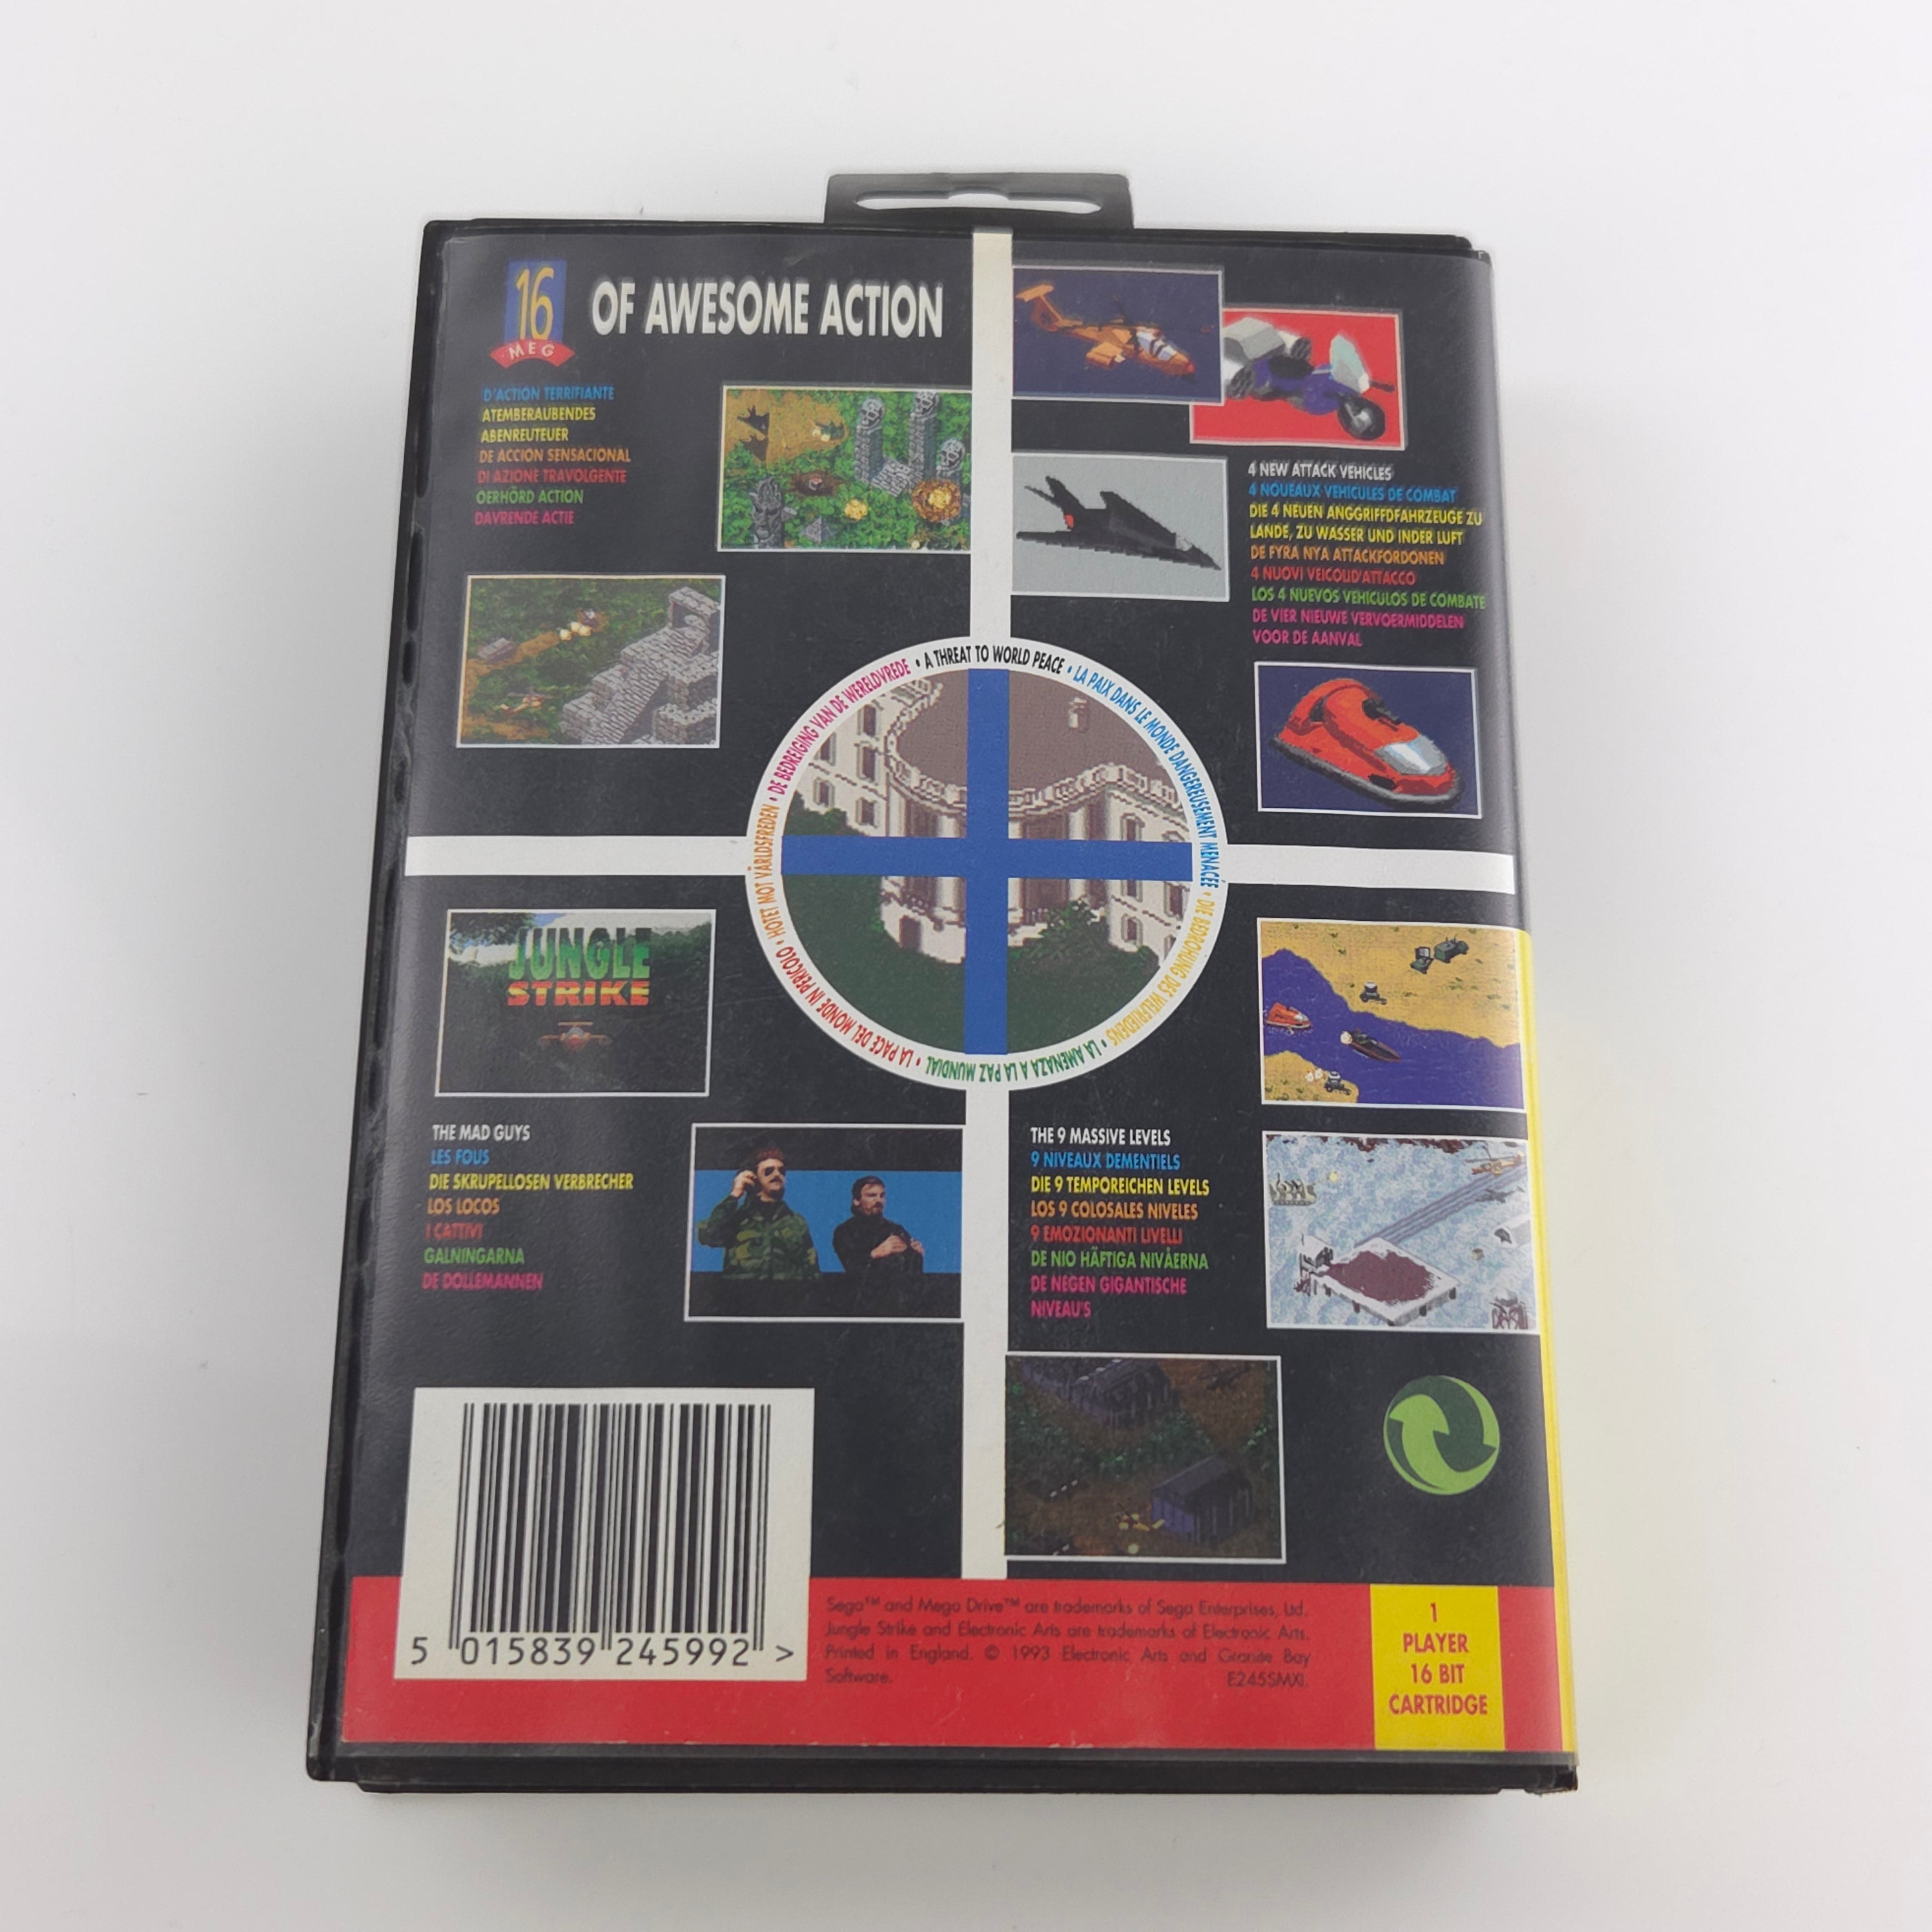 16
MEG
OF AWESOME ACTION
D'ACTION TERRIFIANTE
ATEMBERAUBENDES
ABENREUTEUER
DE ACCION SENSACIONAL
DI AZIONE TRAVOLGENTE
OERHÖRD ACTION
DAVRENDE ACTIE
4 NEW ATTACK VEHICLES
4 NOUEAUX VEHICULES DE COMBAT
DIE 4 NEUEN ANGGRIFFDFAHRZEUGE ZU
LANDE, ZU WASSER UND INDER LUFT
DE FYRA NYA ATTACKFORDONEN
4 NUOVI VEICOLID'ATTACCO
LOS 4 NUEVOS VEHICULOS DE COMBATE
DE VIER NIEUWE VERVOERMIDDELEN
VOOR DE AANVAL
• A THREAT TO WORLD PEACE
• LA PAIX DANS LE MONDE DANGEREUSEMENT MENACÉE
• DIE BEDROHUNG DES WELFRIEDENS
• LA AMENAZA A LA PAZ MUNDIAL
• LA PACE DEL MONDE IN PERICOLO
• HOTET MOT VÄRLDSFREDEN
• DE BEDREIGING VAN DE WERELDVREDE
JUNGLE
STRIKE
THE MAD GUYS
LES FOUS
DIE SKRUPELLOSEN VERBRECHER
LOS LOCOS
I CATTIVI
GALNINGARNA
DE DOLLEMANNEN
THE 9 MASSIVE LEVELS
9 NIVEAUX DEMENTIELS
DIE 9 TEMPOREICHEN LEVELS
LOS 9 COLOSALES NIVELES
9 EMOZIONANTI LIVELLI
DE NIO HÄFTIGA NIVÅERNA
DE NEGEN GIGANTISCHE
NIVEAU'S
5 015839 245992 >
Sega™ and Mega Drive™ are trademarks of Sega Enterprises, Ltd.
Jungle Strike and Electronic Arts are trademarks of Electronic Arts.
Printed in England. © 1993 Electronic Arts and Granite Bay
Software. E245SMXI.
1
PLAYER
16 BIT
CARTRIDGE